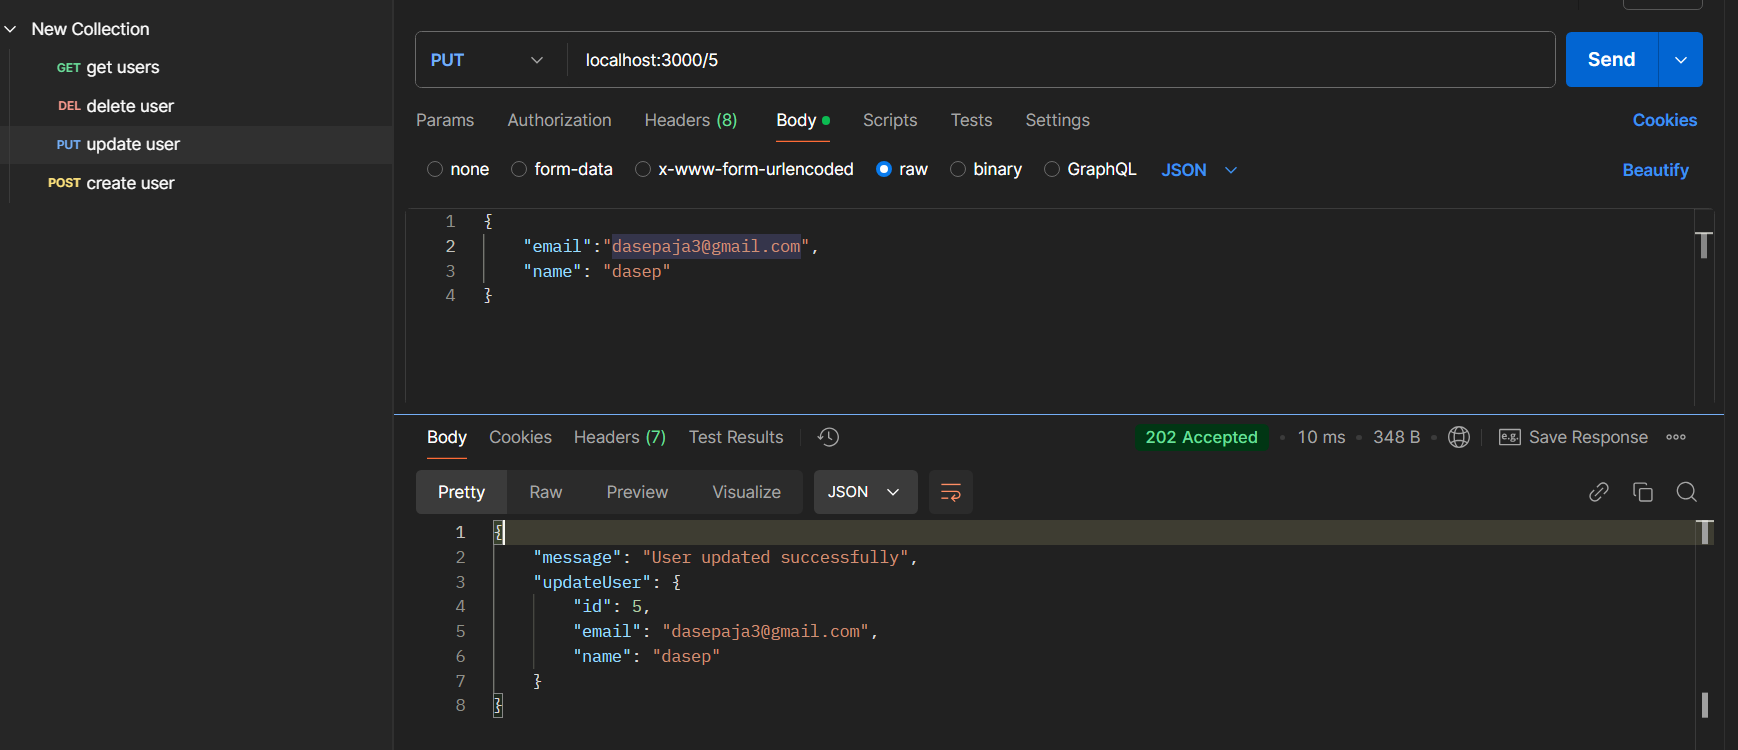 New Collection
GET get users
DEL delete user
PUT update user
POST create user
PUT localhost:3000/5 Send
Params Authorization Headers (8) Body Scripts Tests Settings Cookies
none form-data x-www-form-urlencoded raw binary GraphQL JSON Beautify
1 {
2 "email":"dasepaja3@gmail.com",
3 "name": "dasep"
4 }
Body Cookies Headers (7) Test Results 202 Accepted 10 ms 348 B e.g. Save Response
Pretty Raw Preview Visualize JSON
1 {
2 "message": "User updated successfully",
3 "updateUser": {
4 "id": 5,
5 "email": "dasepaja3@gmail.com",
6 "name": "dasep"
7 }
8 }